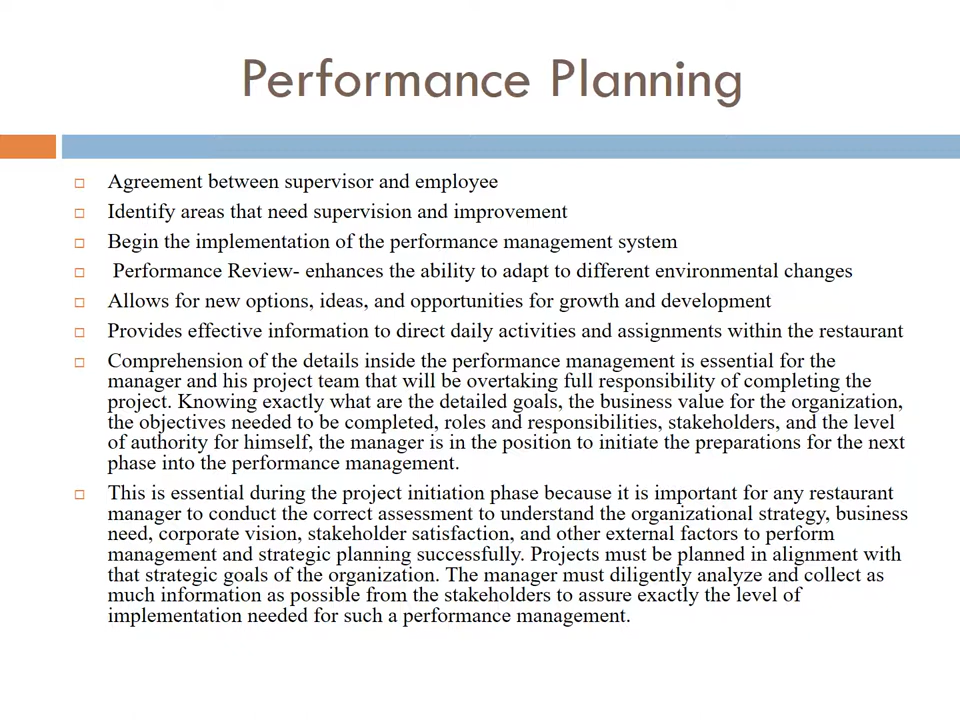 Performance Planning
Agreement between supervisor and employee
Identify areas that need supervision and improvement
Begin the implementation of the performance management system
Performance Review- enhances the ability to adapt to different environmental changes
Allows for new options, ideas, and opportunities for growth and development
Provides effective information to direct daily activities and assignments within the restaurant
Comprehension of the details inside the performance management is essential for the
manager and his project team that will be overtaking full responsibility of completing the
project. Knowing exactly what are the detailed goals, the business value for the organization,
the objectives needed to be completed, roles and responsibilities, stakeholders, and the level
of authority for himself, the manager is in the position to initiate the preparations for the next
phase into the performance management.
This is essential during the project initiation phase because it is important for any restaurant
manager to conduct the correct assessment to understand the organizational strategy, business
need, corporate vision, stakeholder satisfaction, and other external factors to perform
management and strategic planning successfully. Projects must be planned in alignment with
that strategic goals of the organization. The manager must diligently analyze and collect as
much information as possible from the stakeholders to assure exactly the level of
implementation needed for such a performance management.